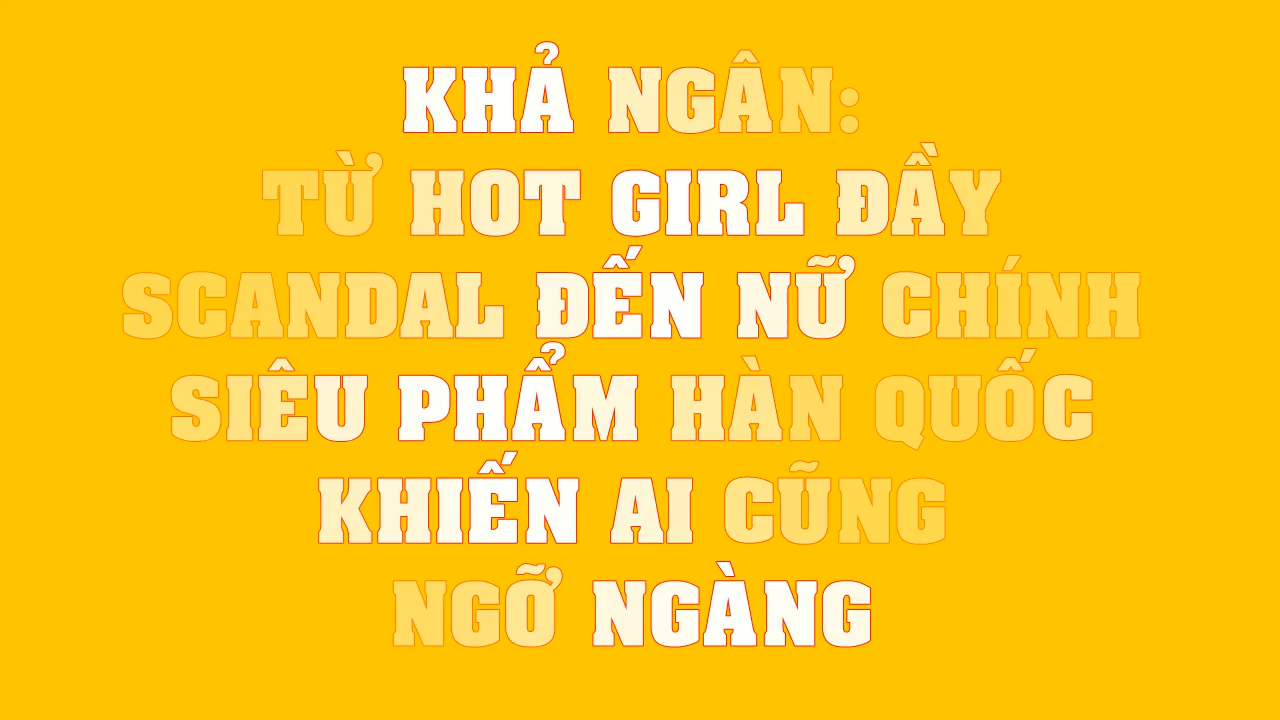 KHẢ NGÂN:
TỪ HOT GIRL ĐẦY
SCANDAL ĐẾN NỮ CHÍNH
SIÊU PHẨM HÀN QUỐC
KHIẾN AI CŨNG
NGỠ NGÀNG